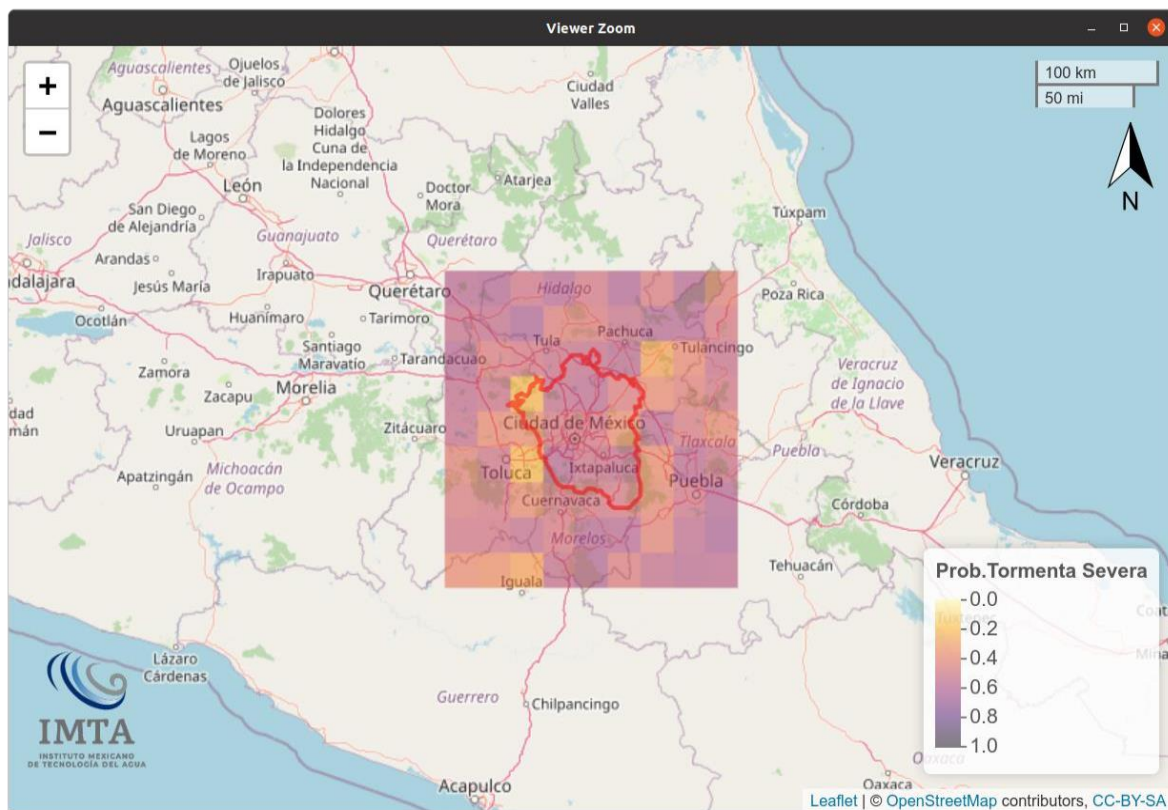 Viewer Zoom
+
−
100 km
50 mi
N
Aguascalientes
Aguascalientes
Ojuelos
de Jalisco
Ciudad
Valles
Lagos
de Moreno
Dolores
Hidalgo
Cuna de
la Independencia
Nacional
León
Doctor
Mora
Atarjea
San Diego
de Alejandría
Jalisco
Guanajuato
Querétaro
Túxpam
Arandas
Irapuato
dalajara
Jesús María
Querétaro
Hidalgo
Poza Rica
Ocotlán
Huanímaro
Tarimoro
Santiago
Maravatío
Tarandacuao
Tula
Pachuca
Tulancingo
Zamora
Zacapu
Morelia
Veracruz
de Ignacio
de la Llave
dad
mán
Uruapan
Zitácuaro
Ciudad de México
Tlaxcala
Puebla
Apatzingán
Michoacán
de Ocampo
Toluca
Ixtapaluca
Puebla
Veracruz
Cuernavaca
Córdoba
Morelos
Iguala
Tehuacán
Lázaro
Cárdenas
Guerrero
Chilpancingo
Acapulco
Oaxaca
Oaxaca
Prob.Tormenta Severa
0.0
0.2
0.4
0.6
0.8
1.0
IMTA
INSTITUTO MEXICANO
DE TECNOLOGÍA DEL AGUA
Leaflet | © OpenStreetMap contributors, CC-BY-SA